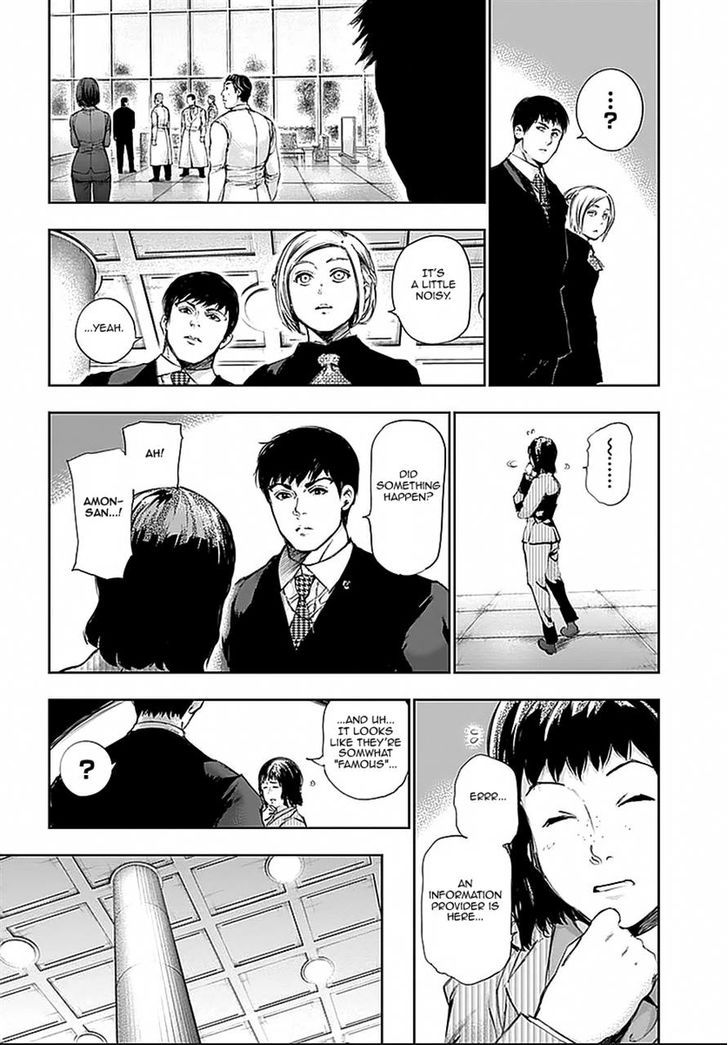 ...?
IT'S
A LITTLE
NOISY.
...YEAH.
DID
SOMETHING
HAPPEN?
AH!
AMON-
SAN...!
ERRR...
AN
INFORMATION
PROVIDER IS
HERE...
...AND UH...
IT LOOKS
LIKE THEY'RE
SOMWHAT
"FAMOUS"...
?